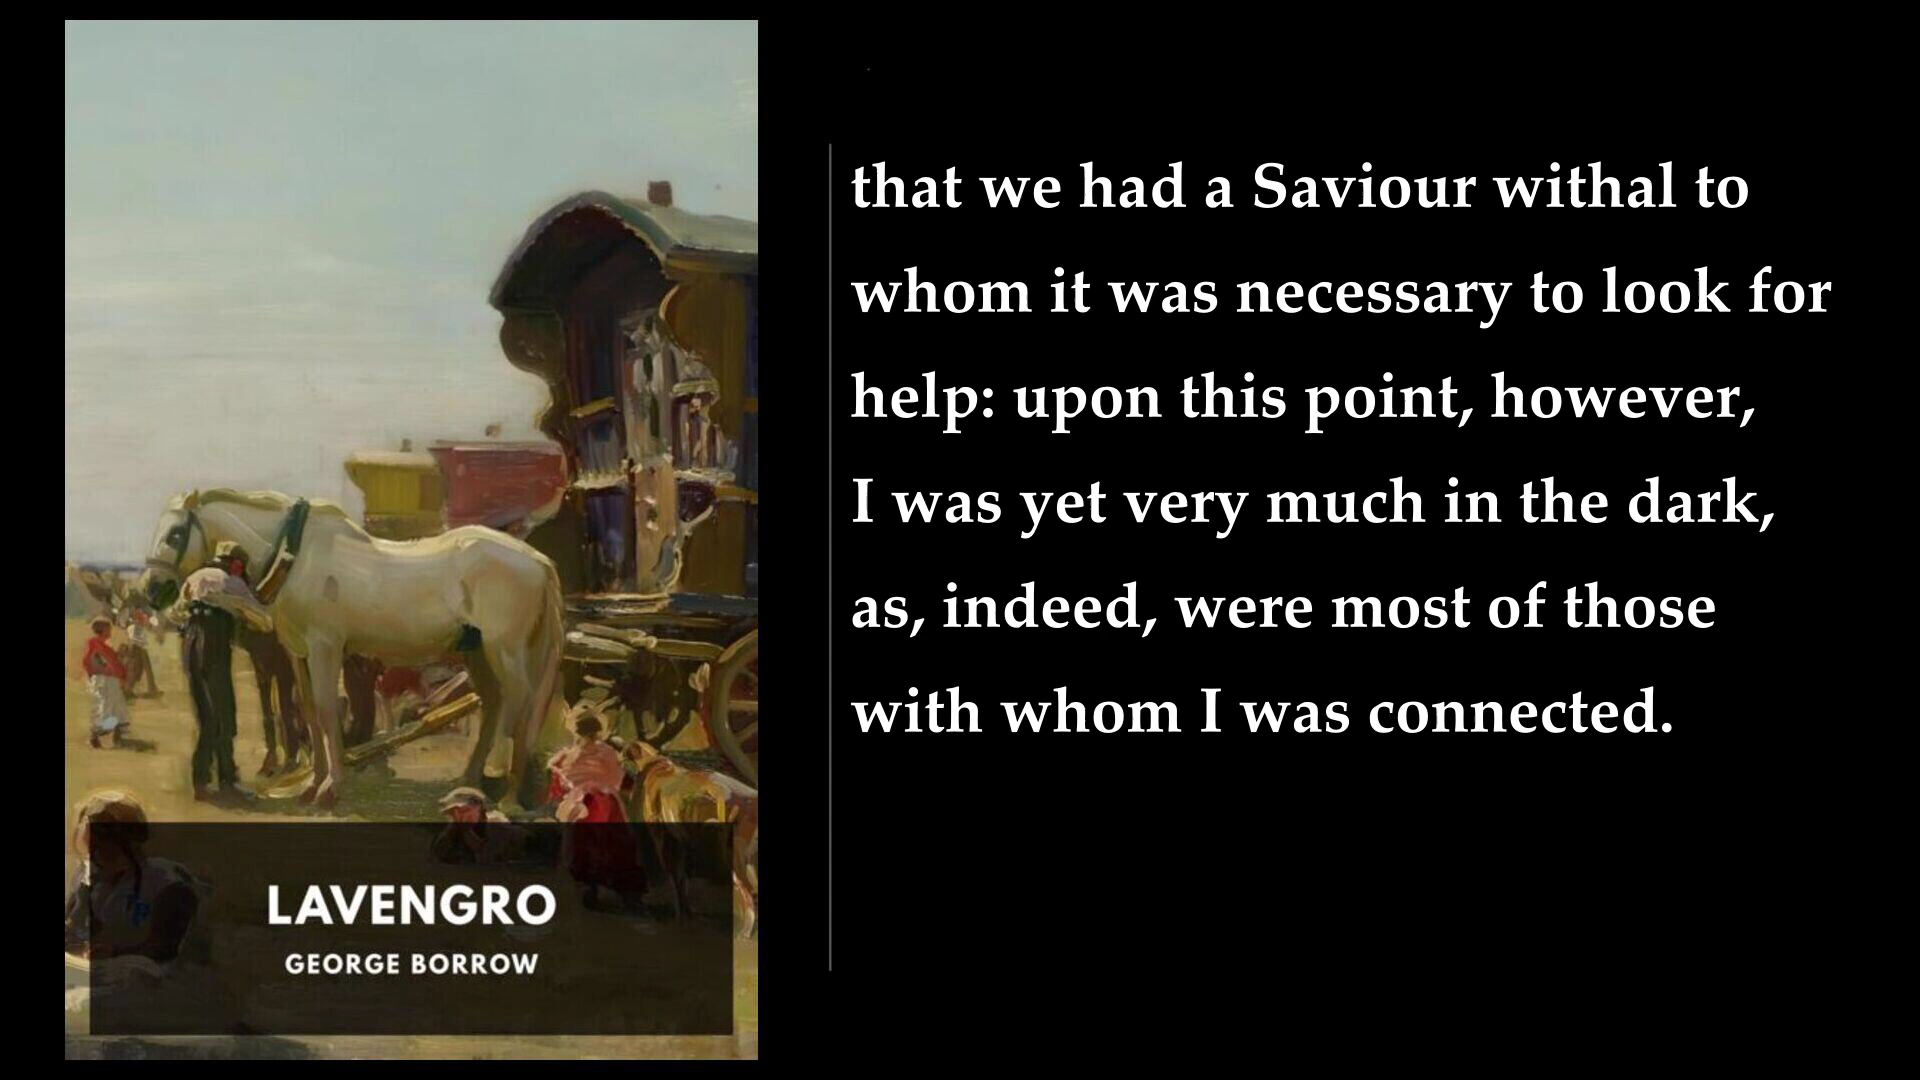 LAVENGRO
GEORGE BORROW
that we had a Saviour withal to
whom it was necessary to look for
help: upon this point, however,
I was yet very much in the dark,
as, indeed, were most of those
with whom I was connected.